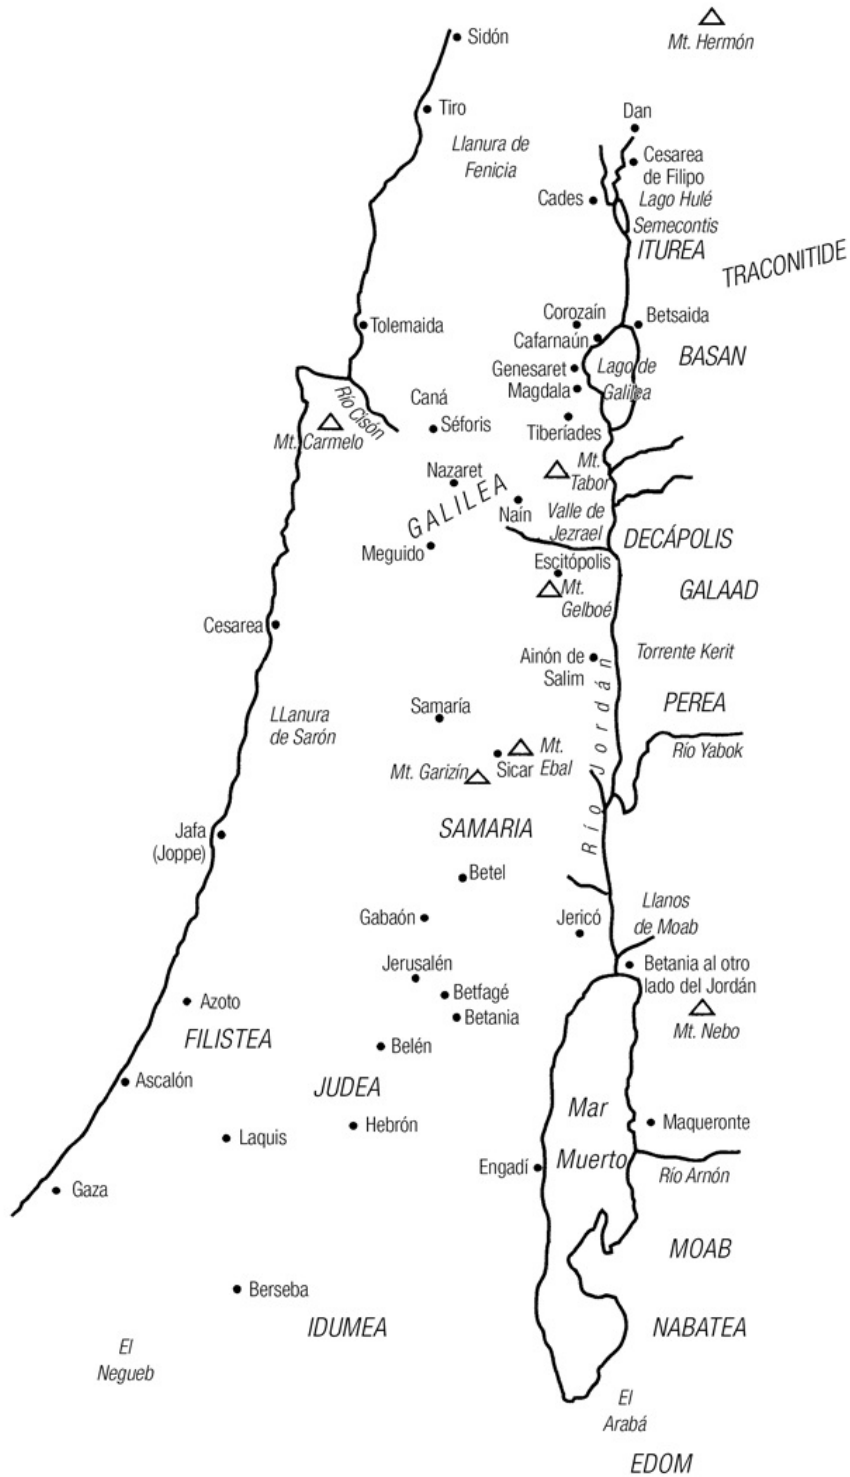 Sidón
Mt. Hermón
Tiro
Dan
Llanura de
Fenicia
Cesarea
de Filipo
Cades
Lago Hulé
Semecontis
ITUREA
TRACONITIDE
Corozaín
Betsaida
Tolemaida
Cafarnaún
BASAN
Genesaret
Lago de
Galilea
Magdala
Río Cisón
Caná
Séforis
Tiberíades
Mt. Carmelo
Mt.
Tabor
Nazaret
GALILEA
Naín
Valle de
Jezrael
DECÁPOLIS
Meguido
Escitópolis
Mt.
Gelboé
GALAAD
Cesarea
Ainón de
Salim
Torrente Kerit
Río Jordán
PEREA
Samaría
LLanura
de Sarón
Mt.
Ebal
Río Yabok
Mt. Garizín
Sicar
Jafa
(Joppe)
SAMARIA
Betel
Llanos
de Moab
Gabaón
Jericó
Jerusalén
Betania al otro
lado del Jordán
Betfagé
Azoto
Betania
Mt. Nebo
FILISTEA
Belén
Ascalón
JUDEA
Mar
Muerto
Hebrón
Maqueronte
Laquis
Engadí
Río Arnón
Gaza
MOAB
Berseba
IDUMEA
NABATEA
El
Negueb
El
Arabá
EDOM